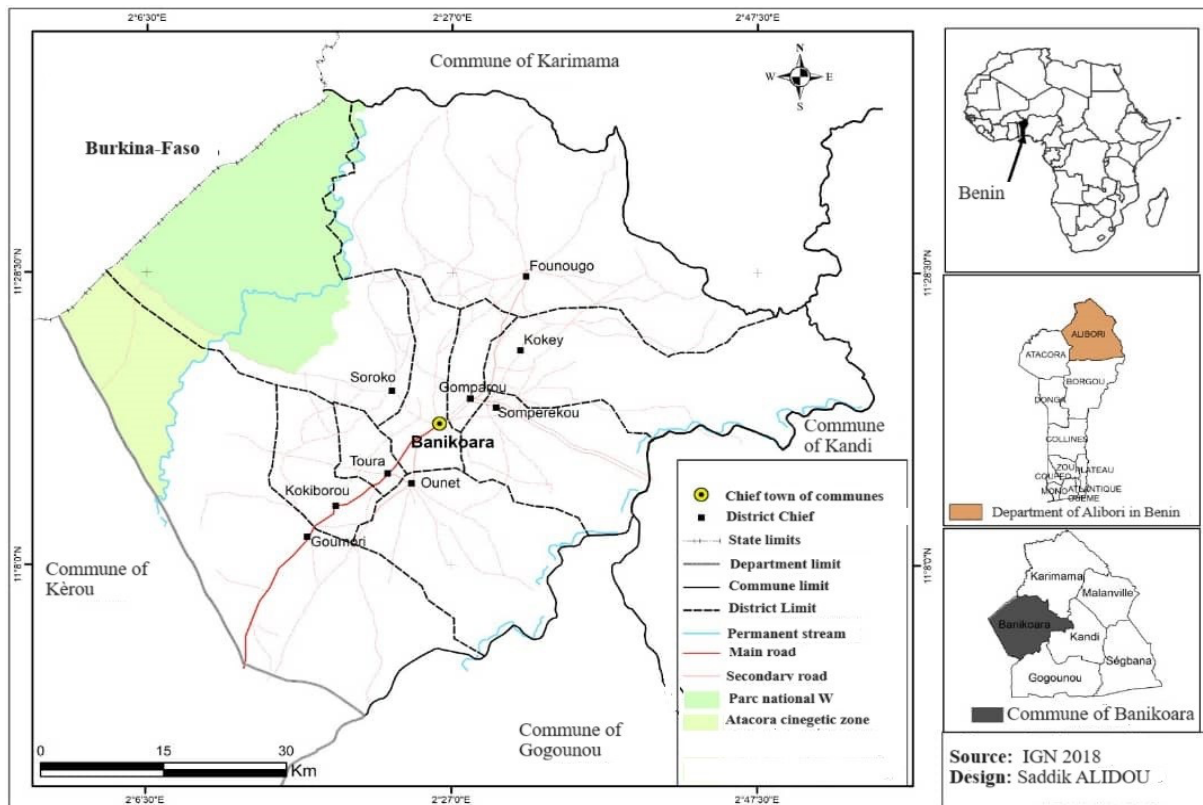 2°6'30"E
2°27'0"E
2°47'30"E
Commune of Karimama
N
W
E
S
Burkina-Faso
11°28'30"N
11°28'30"N
Founougo
Kokey
Soroko
Gomparou
Somperekou
Banikoara
Commune
of Kandi
Toura
Ounet
Kokiborou
Goumori
11°8'0"N
11°8'0"N
Commune of
Kèrou
Commune of
Gogounou
0
15
30
Km
2°6'30"E
2°27'0"E
2°47'30"E
Chief town of communes
District Chief
State limits
Department limit
Commune limit
District Limit
Permanent stream
Main road
Secondarv road
Parc national W
Atacora cinegetic zone
Benin
ALIBORI
ATACORA
BORGOU
DONGA
COLLINES
ZOU
PLATEAU
COUFFO
ATLANTIQUE
MONO
OUEME
Department of Alibori in Benin
Karimama
Malanville
Banikoara
Kandi
Ségbana
Gogounou
Commune of Banikoara
Source: IGN 2018
Design: Saddik ALIDOU